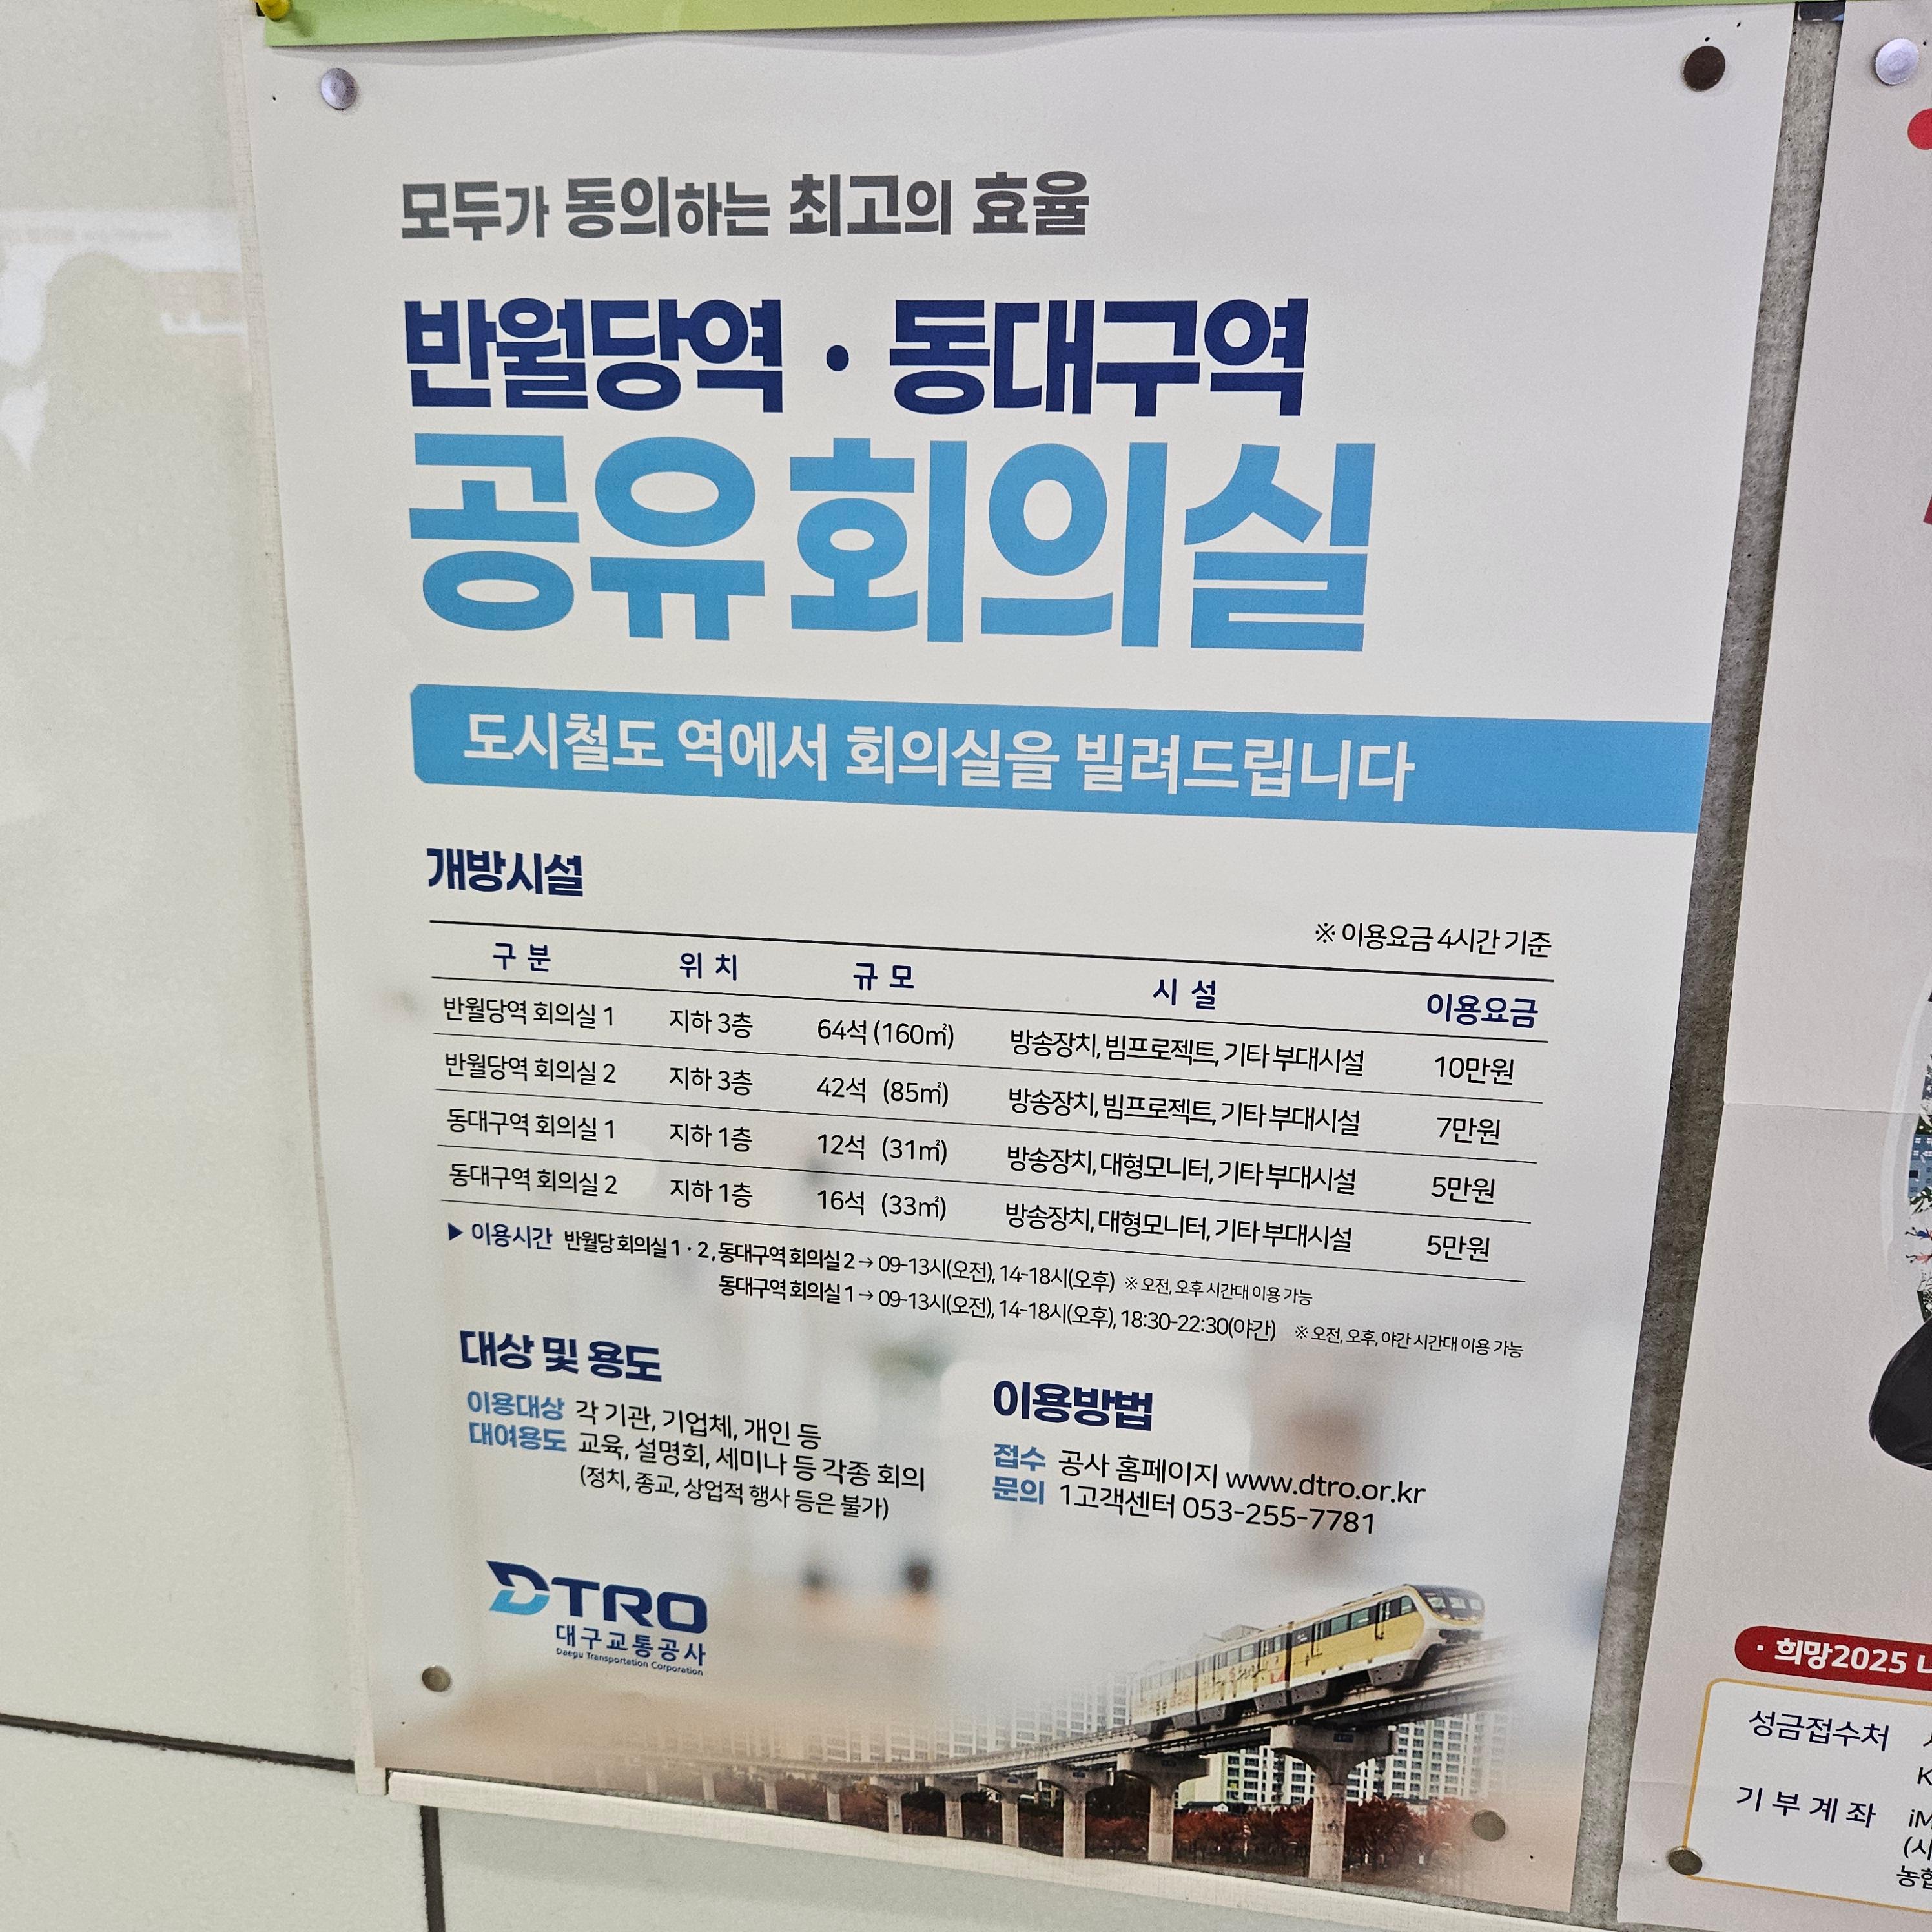 모두가 동의하는 최고의 효율
반월당역 · 동대구역
공유회의실
도시철도 역에서 회의실을 빌려드립니다
개방시설
※ 이용요금 4시간 기준
구 분 위 치 규 모 시 설 이용요금
반월당역 회의실 1 지하 3층 64석 (160㎡) 방송장치, 빔프로젝트, 기타 부대시설 10만원
반월당역 회의실 2 지하 3층 42석 (85㎡) 방송장치, 빔프로젝트, 기타 부대시설 7만원
동대구역 회의실 1 지하 1층 12석 (31㎡) 방송장치, 대형모니터, 기타 부대시설 5만원
동대구역 회의실 2 지하 1층 16석 (33㎡) 방송장치, 대형모니터, 기타 부대시설 5만원
▶ 이용시간 반월당 회의실 1 · 2 , 동대구역 회의실 2 → 09-13시(오전), 14-18시(오후) ※ 오전, 오후 시간대 이용 가능
동대구역 회의실 1 → 09-13시(오전), 14-18시(오후), 18:30-22:30(야간) ※ 오전, 오후, 야간 시간대 이용 가능
대상 및 용도
이용대상 각 기관, 기업체, 개인 등
대여용도 교육, 설명회, 세미나 등 각종 회의
(정치, 종교, 상업적 행사 등은 불가)
이용방법
접수 공사 홈페이지 www.dtro.or.kr
문의 1고객센터 053-255-7781
DTRO
대구교통공사
Daegu Transportation Corporation
· 희망2025
성금접수처
기 부 계 좌